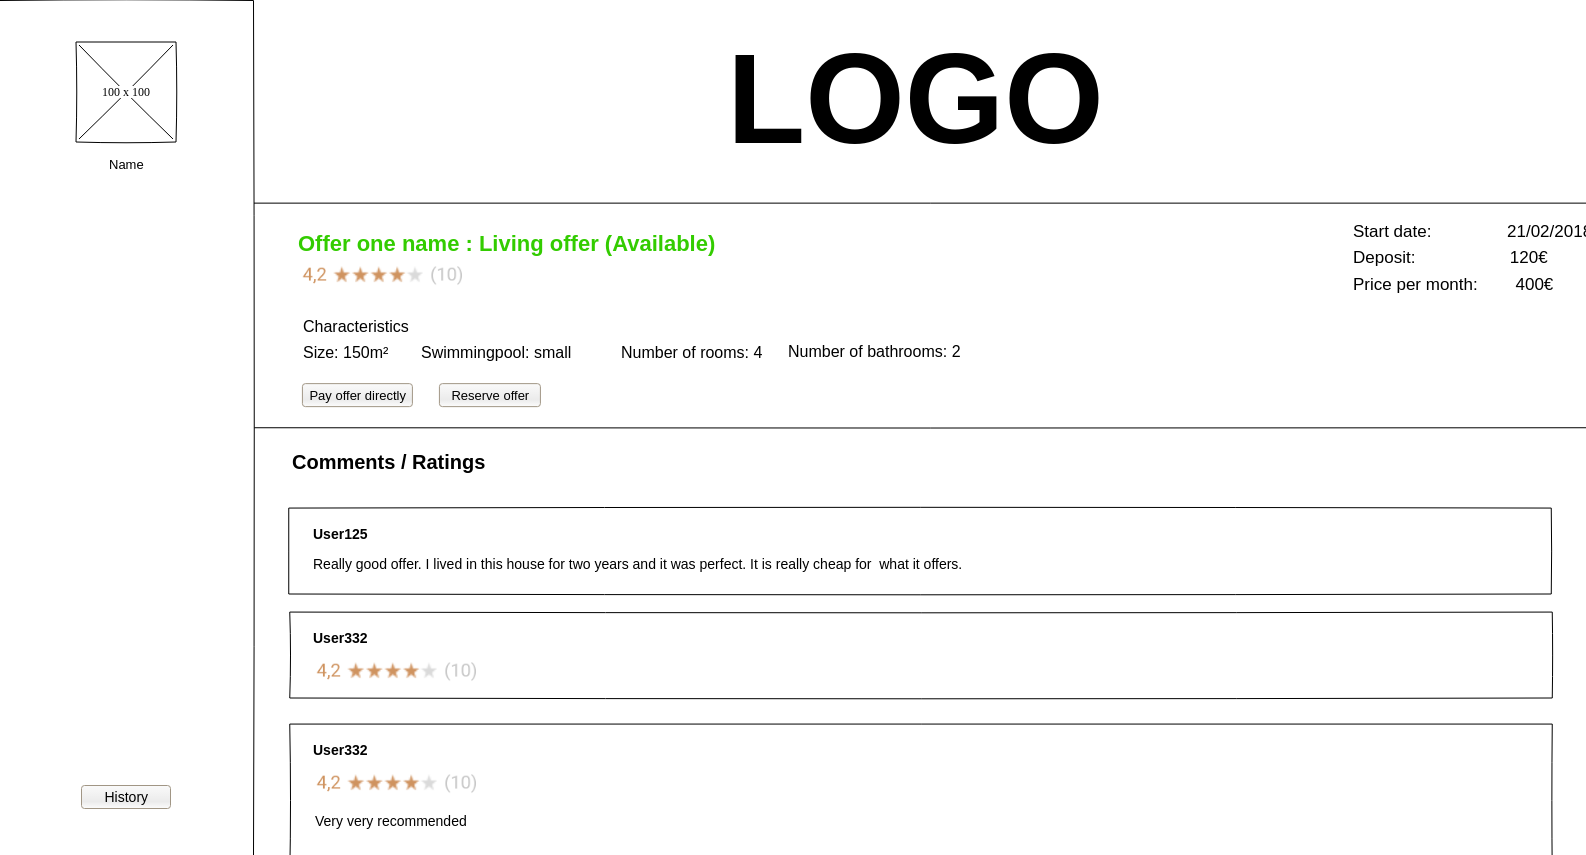 100 x 100
Name
History
LOGO
Offer one name : Living offer (Available)
4,2 ★★★★★ (10)
Start date: 21/02/2018
Deposit: 120€
Price per month: 400€
Characteristics
Size: 150m² Swimmingpool: small Number of rooms: 4 Number of bathrooms: 2
Pay offer directly Reserve offer
Comments / Ratings
User125
Really good offer. I lived in this house for two years and it was perfect. It is really cheap for  what it offers.
User332
4,2 ★★★★★ (10)
User332
4,2 ★★★★★ (10)
Very very recommended